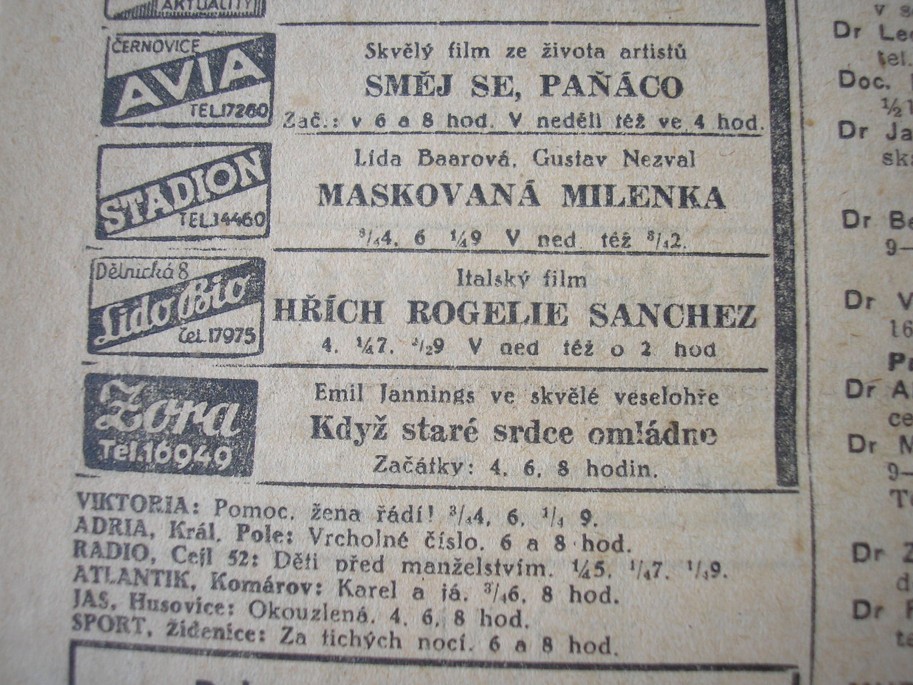 AKTUALITY
ČERNOVICE
AVIA
TEL.17260
Skvělý film ze života artistů
SMĚJ SE, PAŇÁCO
Zač.: v 6 a 8 hod. V neděli též ve 4 hod.
STADION
TEL.14460
Lída Baarová, Gustav Nezval
MASKOVANÁ MILENKA
³/₄4, 6 ¼9 V ned též ³/₄2.
Dělnická 8
Lido Bio
čel.17975
Italský film
HŘÍCH ROGELIE SANCHEZ
4. ¼7. ½9 V ned též o 2 hod
Zora
Tel.16949
Emil Jannings ve skvělé veselohře
Když staré srdce omládne
Začátky: 4, 6, 8 hodin.
VIKTORIA: Pomoc, žena řádí! ³/₄4, 6, ¹/₄ 9.
ADRIA, Král. Pole: Vrcholné číslo. 6 a 8 hod.
RADIO, Cejl 52: Děti před manželstvím. ¼5, ¹/₄7, ¹/₄9.
ATLANTIK, Komárov: Karel a já. ³/₄6, 8 hod.
JAS, Husovice: Okouzlená. 4, 6, 8 hod.
SPORT, Židenice: Za tichých nocí. 6 a 8 hod.
Dr
tel.
Doc.
½1
Dr Ja
Dr
9—
Dr V
16
Dr A
Dr M
9—
Dr Z
Dr